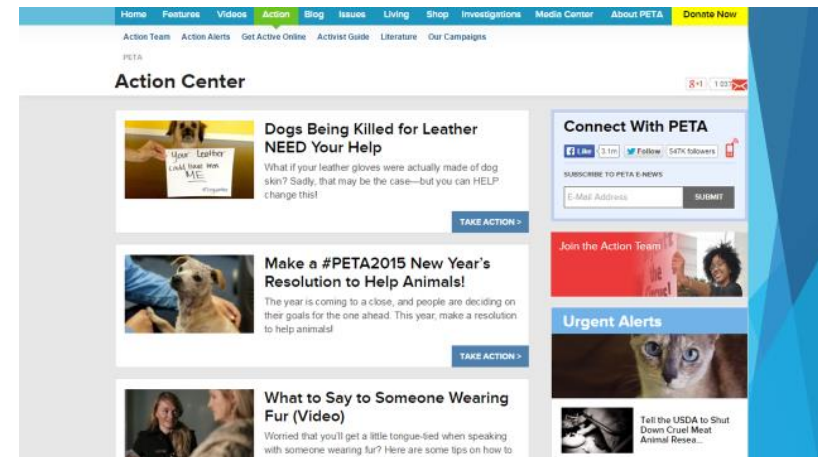 Home Features Videos Action Blog Issues Living Shop Investigations Media Center About PETA Donate Now
Action Team Action Alerts Get Active Online Activist Guide Literature Our Campaigns
PETA
Action Center
g+1
Your Leather
Could Have Been
ME
Dogs Being Killed for Leather
NEED Your Help
What if your leather gloves were actually made of dog
skin? Sadly, that may be the case—but you can HELP
change this!
TAKE ACTION >
Make a #PETA2015 New Year's
Resolution to Help Animals!
The year is coming to a close, and people are deciding on
their goals for the one ahead. This year, make a resolution
to help animals!
TAKE ACTION >
What to Say to Someone Wearing
Fur (Video)
Worried that you'll get a little tongue-tied when speaking
with someone wearing fur? Here are some tips on how to
Connect With PETA
Like 3.1m Follow 547K followers
SUBSCRIBE TO PETA E-NEWS
E-Mail Address SUBMIT
Join the Action Team
Urgent Alerts
Tell the USDA to Shut
Down Cruel Meat
Animal Resea...